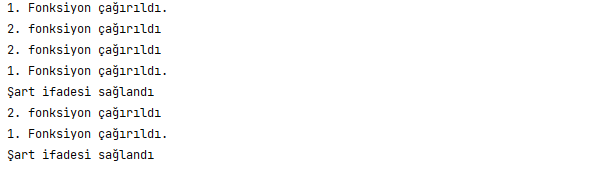 1. Fonksiyon çağırıldı.
2. fonksiyon çağırıldı
2. fonksiyon çağırıldı
1. Fonksiyon çağırıldı.
Şart ifadesi sağlandı
2. fonksiyon çağırıldı
1. Fonksiyon çağırıldı.
Şart ifadesi sağlandı